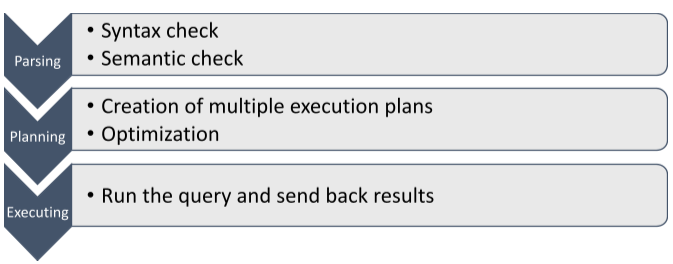 Parsing
• Syntax check
• Semantic check
Planning
• Creation of multiple execution plans
• Optimization
Executing
• Run the query and send back results